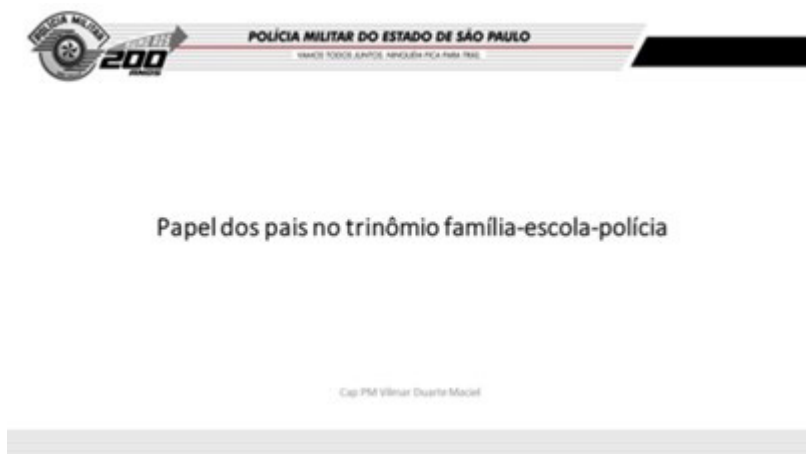 POLÍCIA MILITAR
200
ANOS
POLÍCIA MILITAR DO ESTADO DE SÃO PAULO
VAMOS TODOS JUNTOS, NINGUÉM FICA PARA TRÁS.
Papel dos pais no trinômio família-escola-polícia
Cap PM Vilmar Duarte Maciel